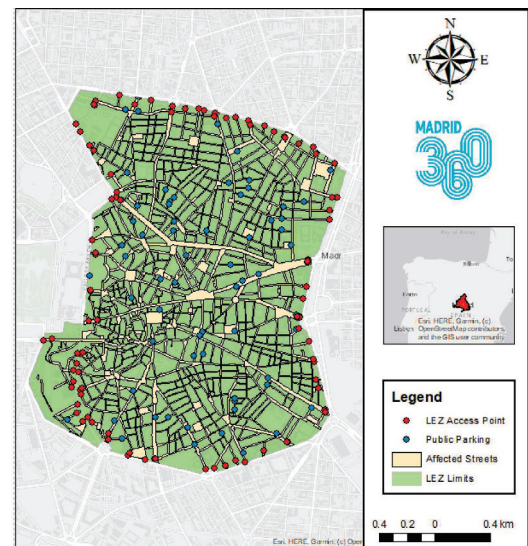 N
W E
S
MADRID
360
Madr
Esri, HERE, Garmin, (c)
OpenStreetMap contributors,
and the GIS user community
Legend
LEZ Access Point
Public Parking
Affected Streets
LEZ Limits
0.4 0.2 0 0.4 km
Esri, HERE, Garmin, (c) Open